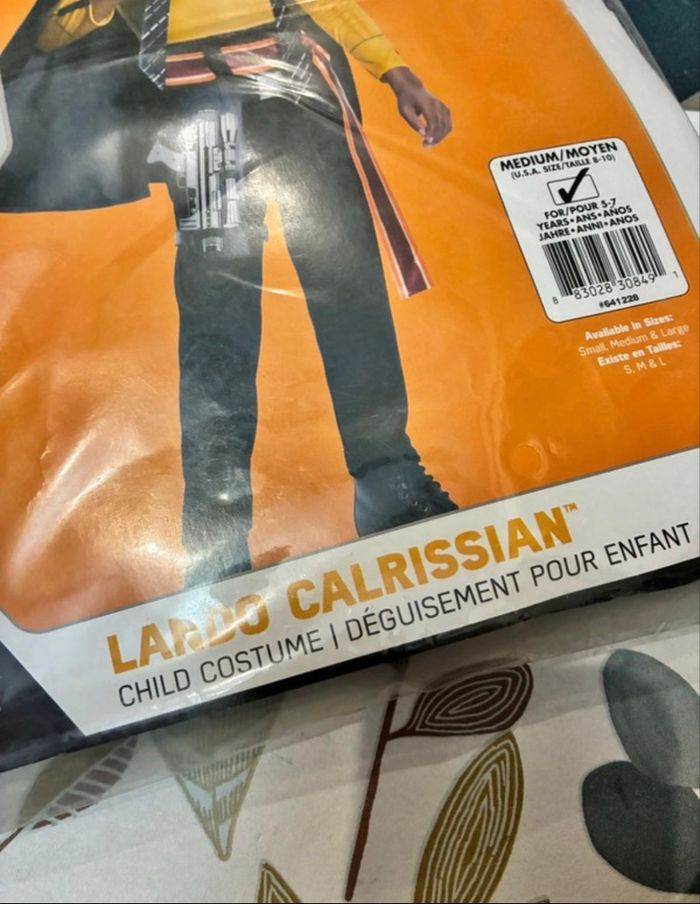 MEDIUM/MOYEN
(U.S.A. SIZE/TAILLE 8-10)
FOR/POUR 5-7
YEARS•ANS•AÑOS
JAHRE•ANNI•ANOS
8 83028 30849 1
#641228
Available in Sizes:
Small, Medium & Large
Existe en Tailles:
S, M & L
LANDO CALRISSIAN™
CHILD COSTUME | DÉGUISEMENT POUR ENFANT